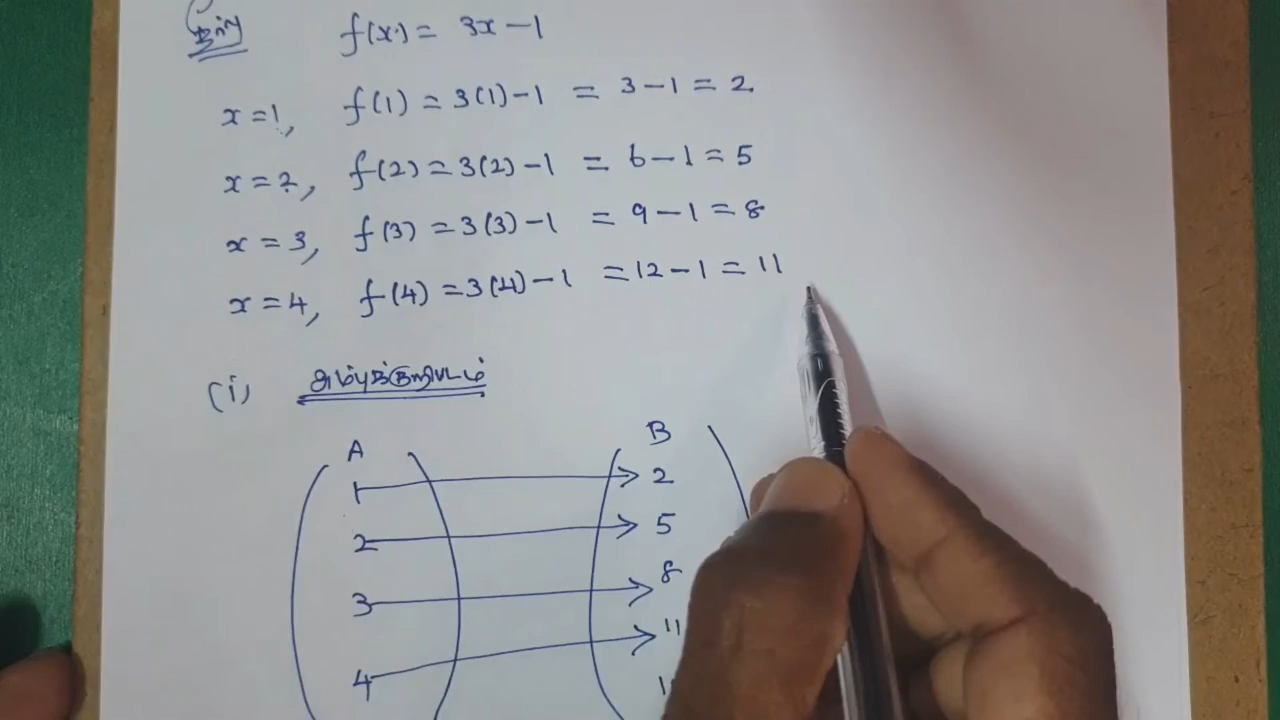 தீர்வு f(x) = 3x − 1
x = 1, f(1) = 3(1) − 1 = 3 − 1 = 2
x = 2, f(2) = 3(2) − 1 = 6 − 1 = 5
x = 3, f(3) = 3(3) − 1 = 9 − 1 = 8
x = 4, f(4) = 3(4) − 1 = 12 − 1 = 11
(i) அம்புக்குறிபடம்
A B
1 2
2 5
3 8
4 11